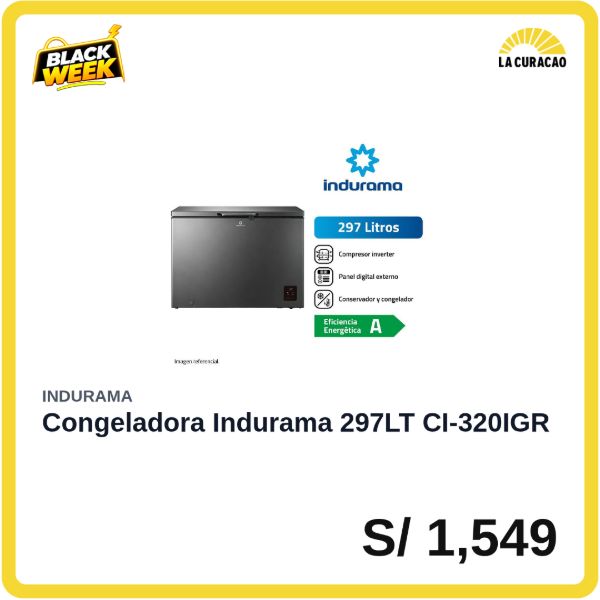 BLACK
WEEK
LA CURACAO
indurama
297 Litros
Compresor inverter
Panel digital externo
Conservador y congelador
Eficiencia
Energética
A
Imagen referencial.
INDURAMA
Congeladora Indurama 297LT CI-320IGR
S/ 1,549